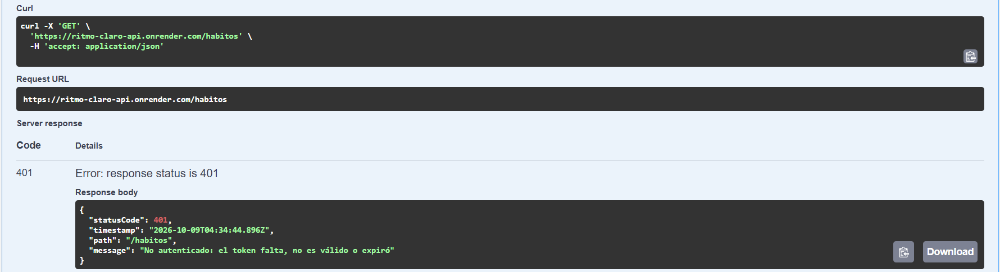 Curl
curl -X 'GET' \
'https://ritmo-claro-api.onrender.com/habitos' \
-H 'accept: application/json'
Request URL
https://ritmo-claro-api.onrender.com/habitos
Server response
Code Details
401 Error: response status is 401
Response body
{
"statusCode": 401,
"timestamp": "2026-10-09T04:34:44.896Z",
"path": "/habitos",
"message": "No autenticado: el token falta, no es válido o expiró"
}
Download